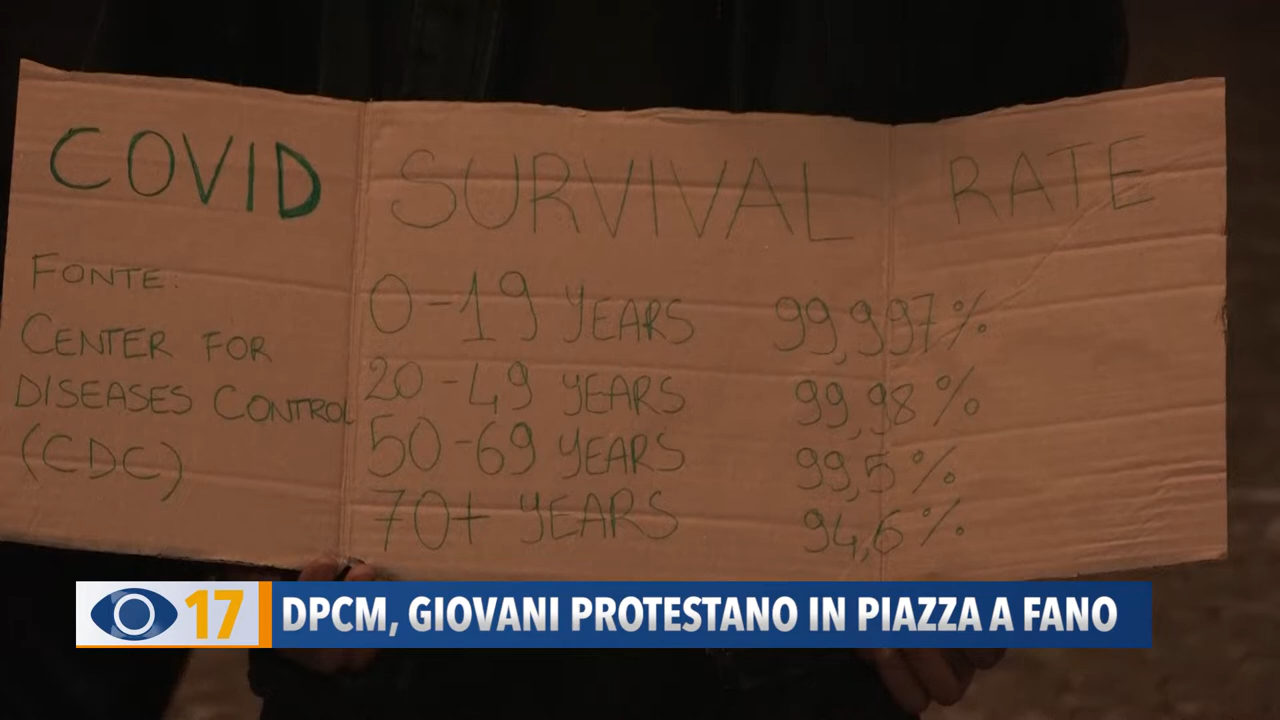 COVID SURVIVAL RATE
FONTE:
CENTER FOR
DISEASES CONTROL
(CDC)
0-19 YEARS 99,997%
20-49 YEARS 99,98%
50-69 YEARS 99,5%
70+ YEARS 94,6%
17 DPCM, GIOVANI PROTESTANO IN PIAZZA A FANO